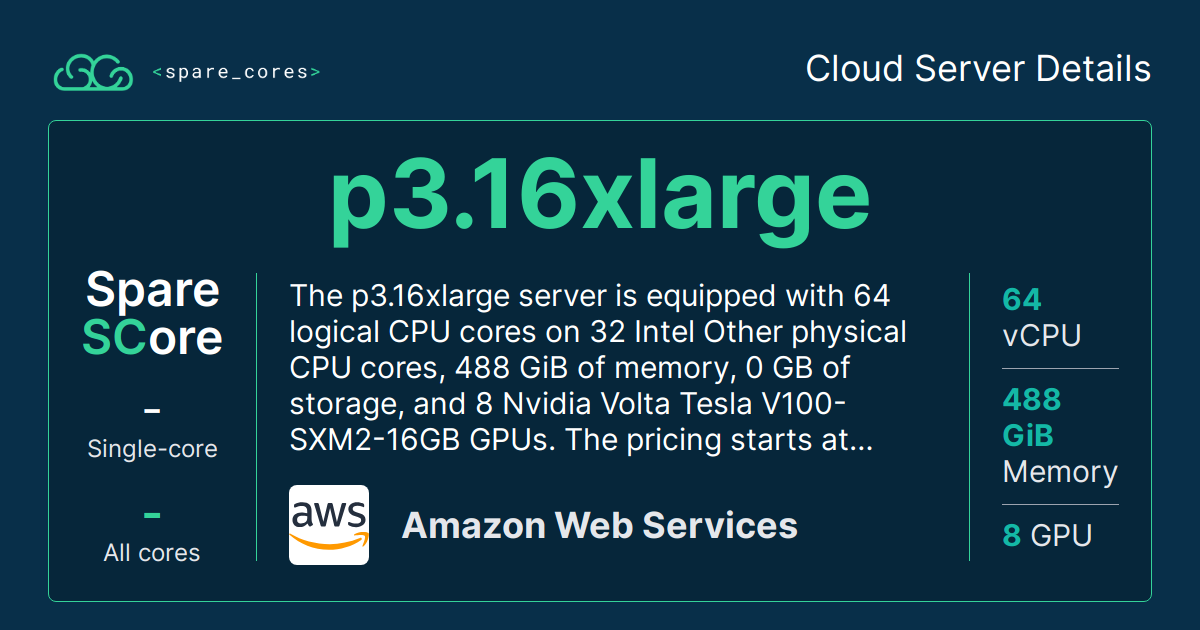 <spare_cores>
Cloud Server Details
p3.16xlarge
Spare
SCore
-
Single-core
-
All cores
The p3.16xlarge server is equipped with 64
logical CPU cores on 32 Intel Other physical
CPU cores, 488 GiB of memory, 0 GB of
storage, and 8 Nvidia Volta Tesla V100-
SXM2-16GB GPUs. The pricing starts at...
aws
Amazon Web Services
64
vCPU
488
GiB
Memory
8 GPU